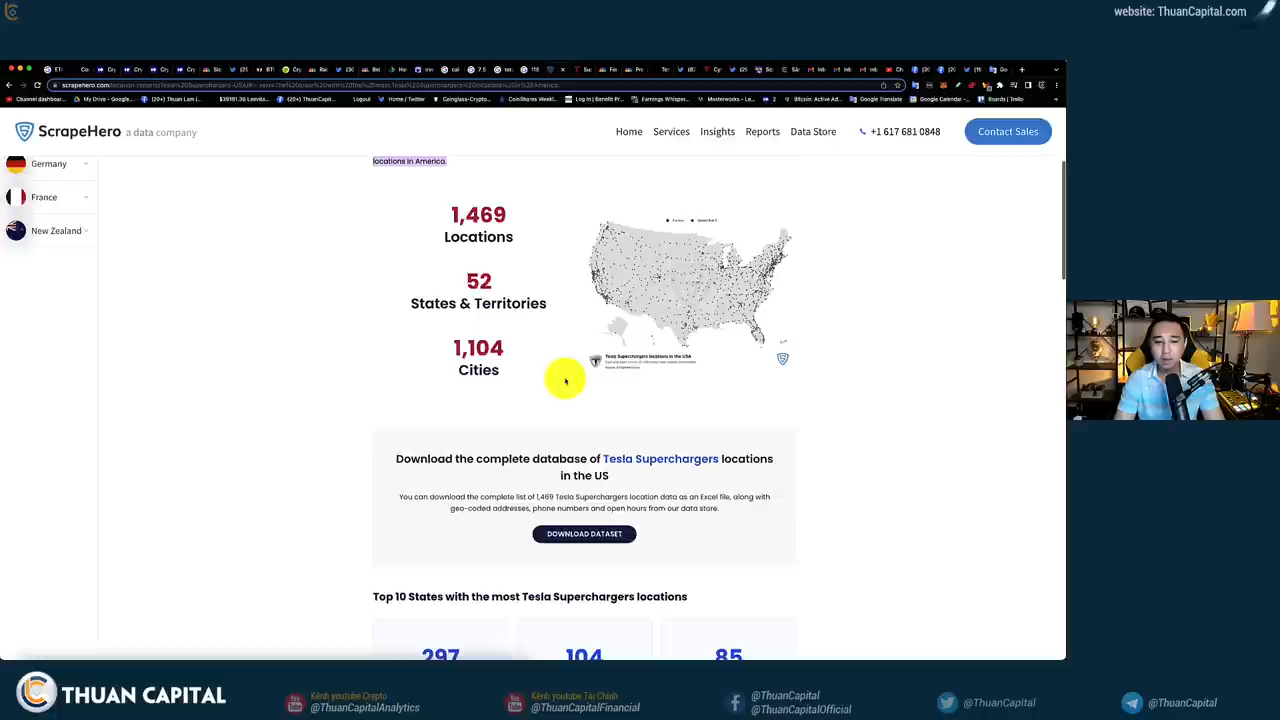 website: ThuanCapital.com
ScrapeHero a data company
Home Services Insights Reports Data Store +1 617 681 0848 Contact Sales
Germany
France
New Zealand
locations in America.
1,469
Locations
52
States & Territories
1,104
Cities
Tesla Superchargers locations in the USA
Download the complete database of Tesla Superchargers locations
in the US
You can download the complete list of 1,469 Tesla Superchargers location data as an Excel file, along with
geo-coded addresses, phone numbers and open hours from our data store.
DOWNLOAD DATASET
Top 10 States with the most Tesla Superchargers locations
297 104 85
THUAN CAPITAL
Kênh youtube Crypto
@ThuanCapitalAnalytics
Kênh youtube Tài Chính
@ThuanCapitalFinancial
@ThuanCapital
@ThuanCapitalOfficial
@ThuanCapital
@ThuanCapital